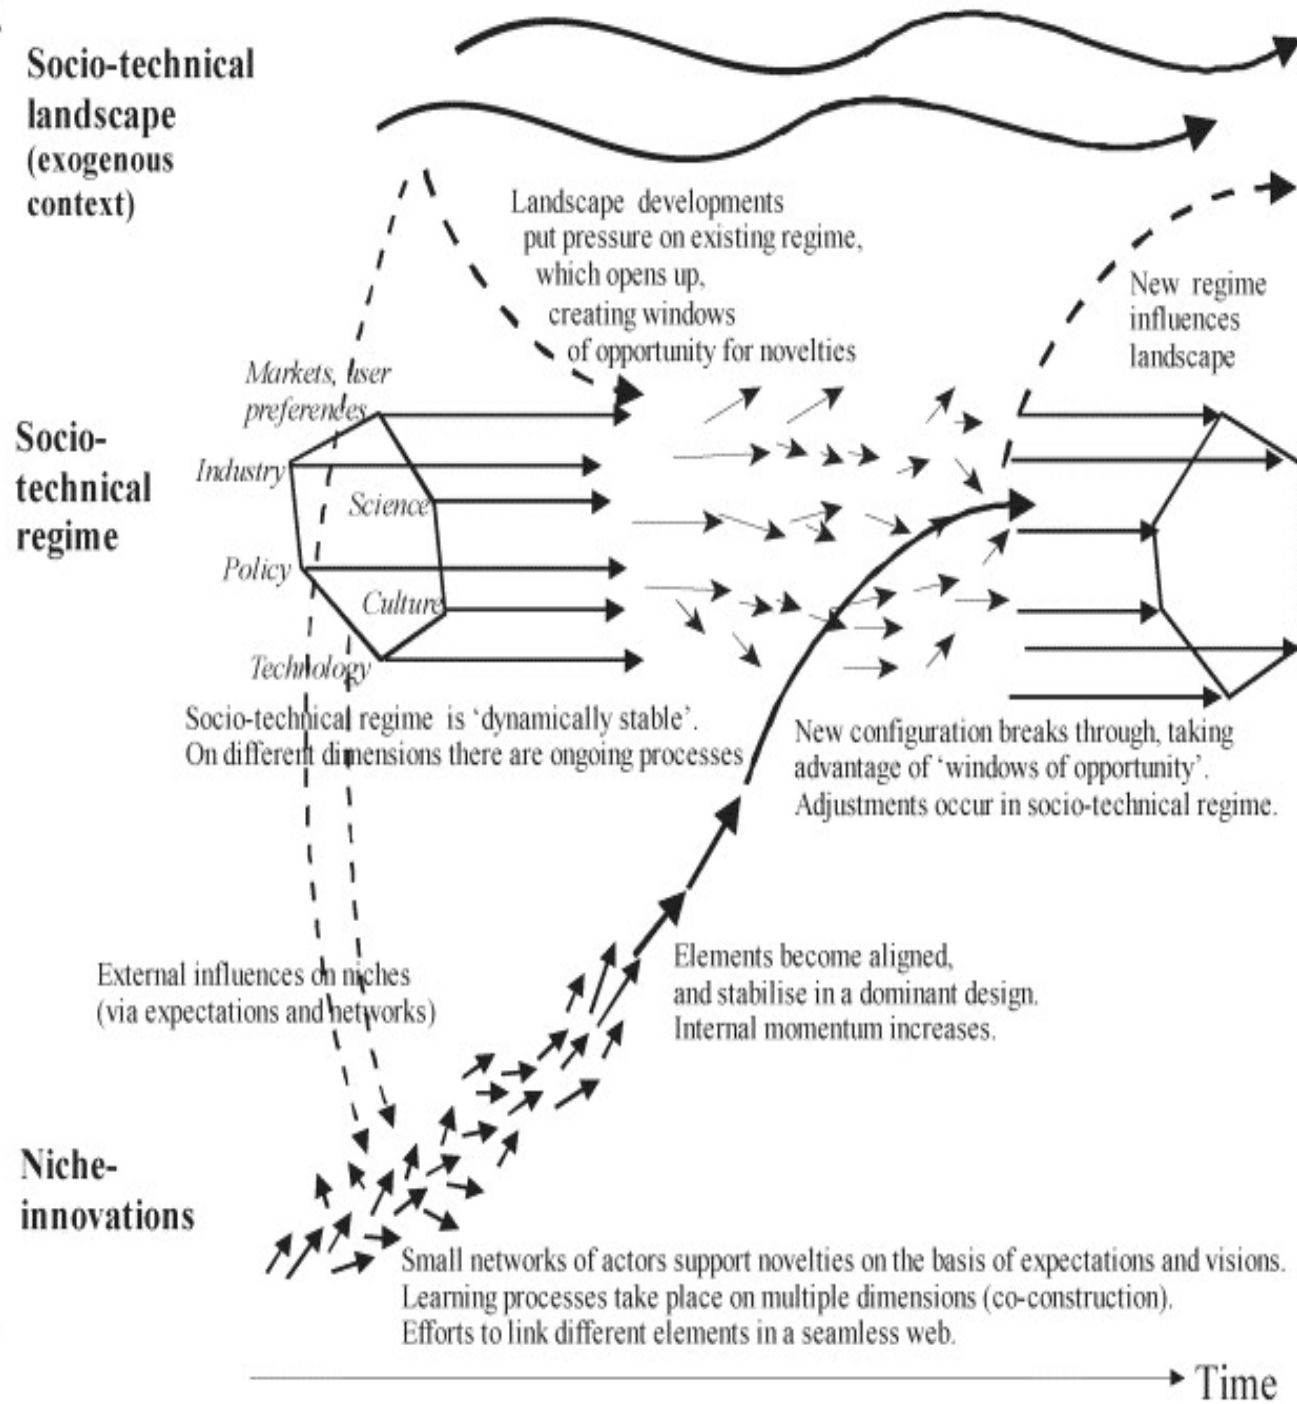 Socio-technical
landscape
(exogenous
context)
Landscape developments
put pressure on existing regime,
which opens up,
creating windows
of opportunity for novelties
New regime
influences
landscape
Markets, user
preferences
Socio-
technical
regime
Industry
Science
Policy
Culture
Technology
Socio-technical regime is ‘dynamically stable’.
On different dimensions there are ongoing processes
New configuration breaks through, taking
advantage of ‘windows of opportunity’.
Adjustments occur in socio-technical regime.
External influences on niches
(via expectations and networks)
Elements become aligned,
and stabilise in a dominant design.
Internal momentum increases.
Niche-
innovations
Small networks of actors support novelties on the basis of expectations and visions.
Learning processes take place on multiple dimensions (co-construction).
Efforts to link different elements in a seamless web.
Time